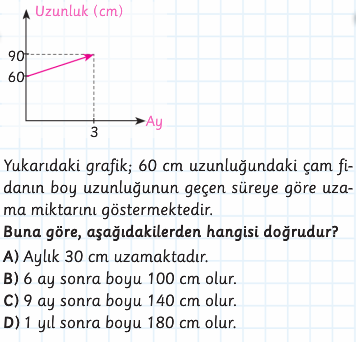 Uzunluk (cm)
90
60
3
Ay
Yukarıdaki grafik; 60 cm uzunluğundaki çam fi-
danın boy uzunluğunun geçen süreye göre uza-
ma miktarını göstermektedir.
Buna göre, aşağıdakilerden hangisi doğrudur?
A) Aylık 30 cm uzamaktadır.
B) 6 ay sonra boyu 100 cm olur.
C) 9 ay sonra boyu 140 cm olur.
D) 1 yıl sonra boyu 180 cm olur.